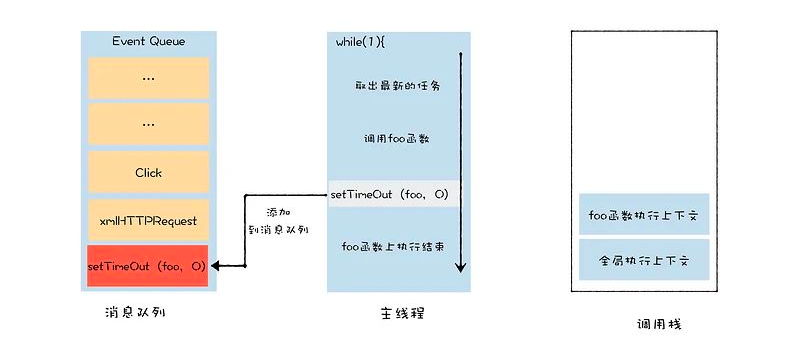 Event Queue
...
...
Click
xmlHTTPRequest
setTimeOut (foo, 0)
消息队列
添加
到消息队列
while(1){
取出最新的任务
调用foo函数
setTimeOut (foo, 0)
foo函数上执行结束
主线程
foo函数执行上下文
全局执行上下文
调用栈